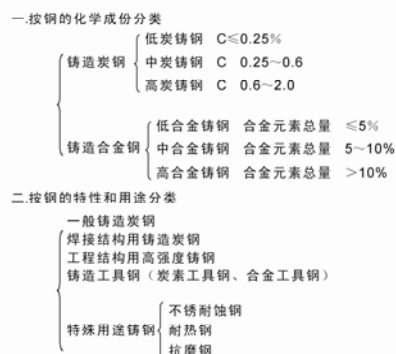 一.按钢的化学成份分类
铸造炭钢
低炭铸钢 C≤0.25%
中炭铸钢 C 0.25～0.6
高炭铸钢 C 0.6～2.0
铸造合金钢
低合金铸钢 合金元素总量 ≤5%
中合金铸钢 合金元素总量 5～10%
高合金铸钢 合金元素总量 >10%
二.按钢的特性和用途分类
一般铸造炭钢
焊接结构用铸造炭钢
工程结构用高强度铸钢
铸造工具钢（炭素工具钢、合金工具钢）
特殊用途铸钢
不锈耐蚀钢
耐热钢
抗磨钢